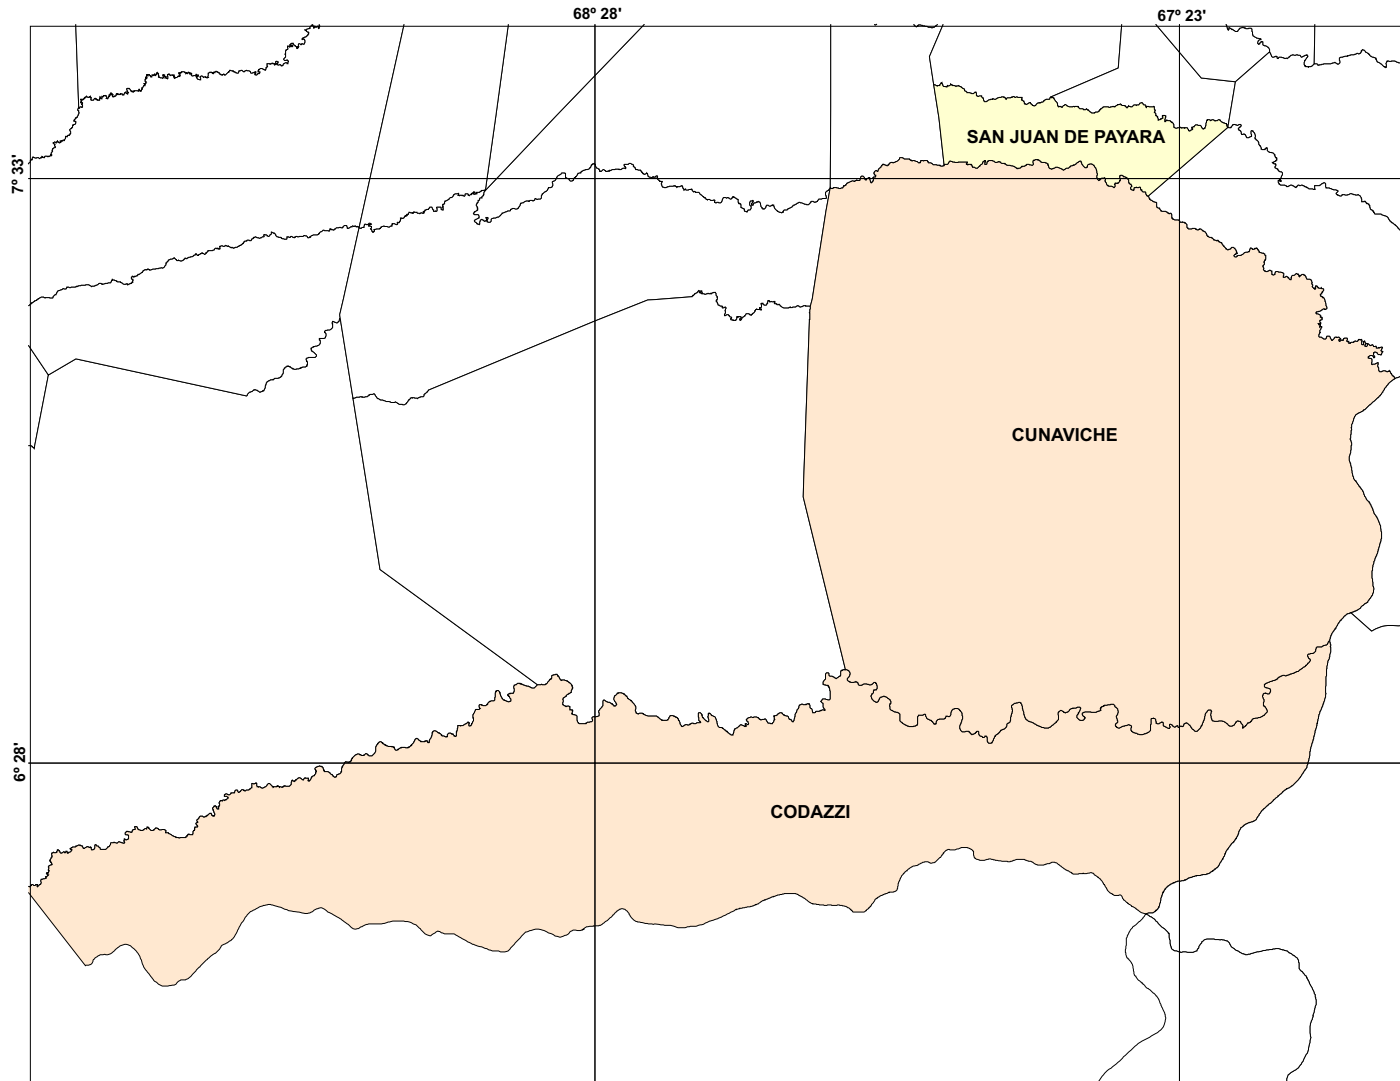 68º 28'
67º 23'
7º 33'
SAN JUAN DE PAYARA
CUNAVICHE
6º 28'
CODAZZI